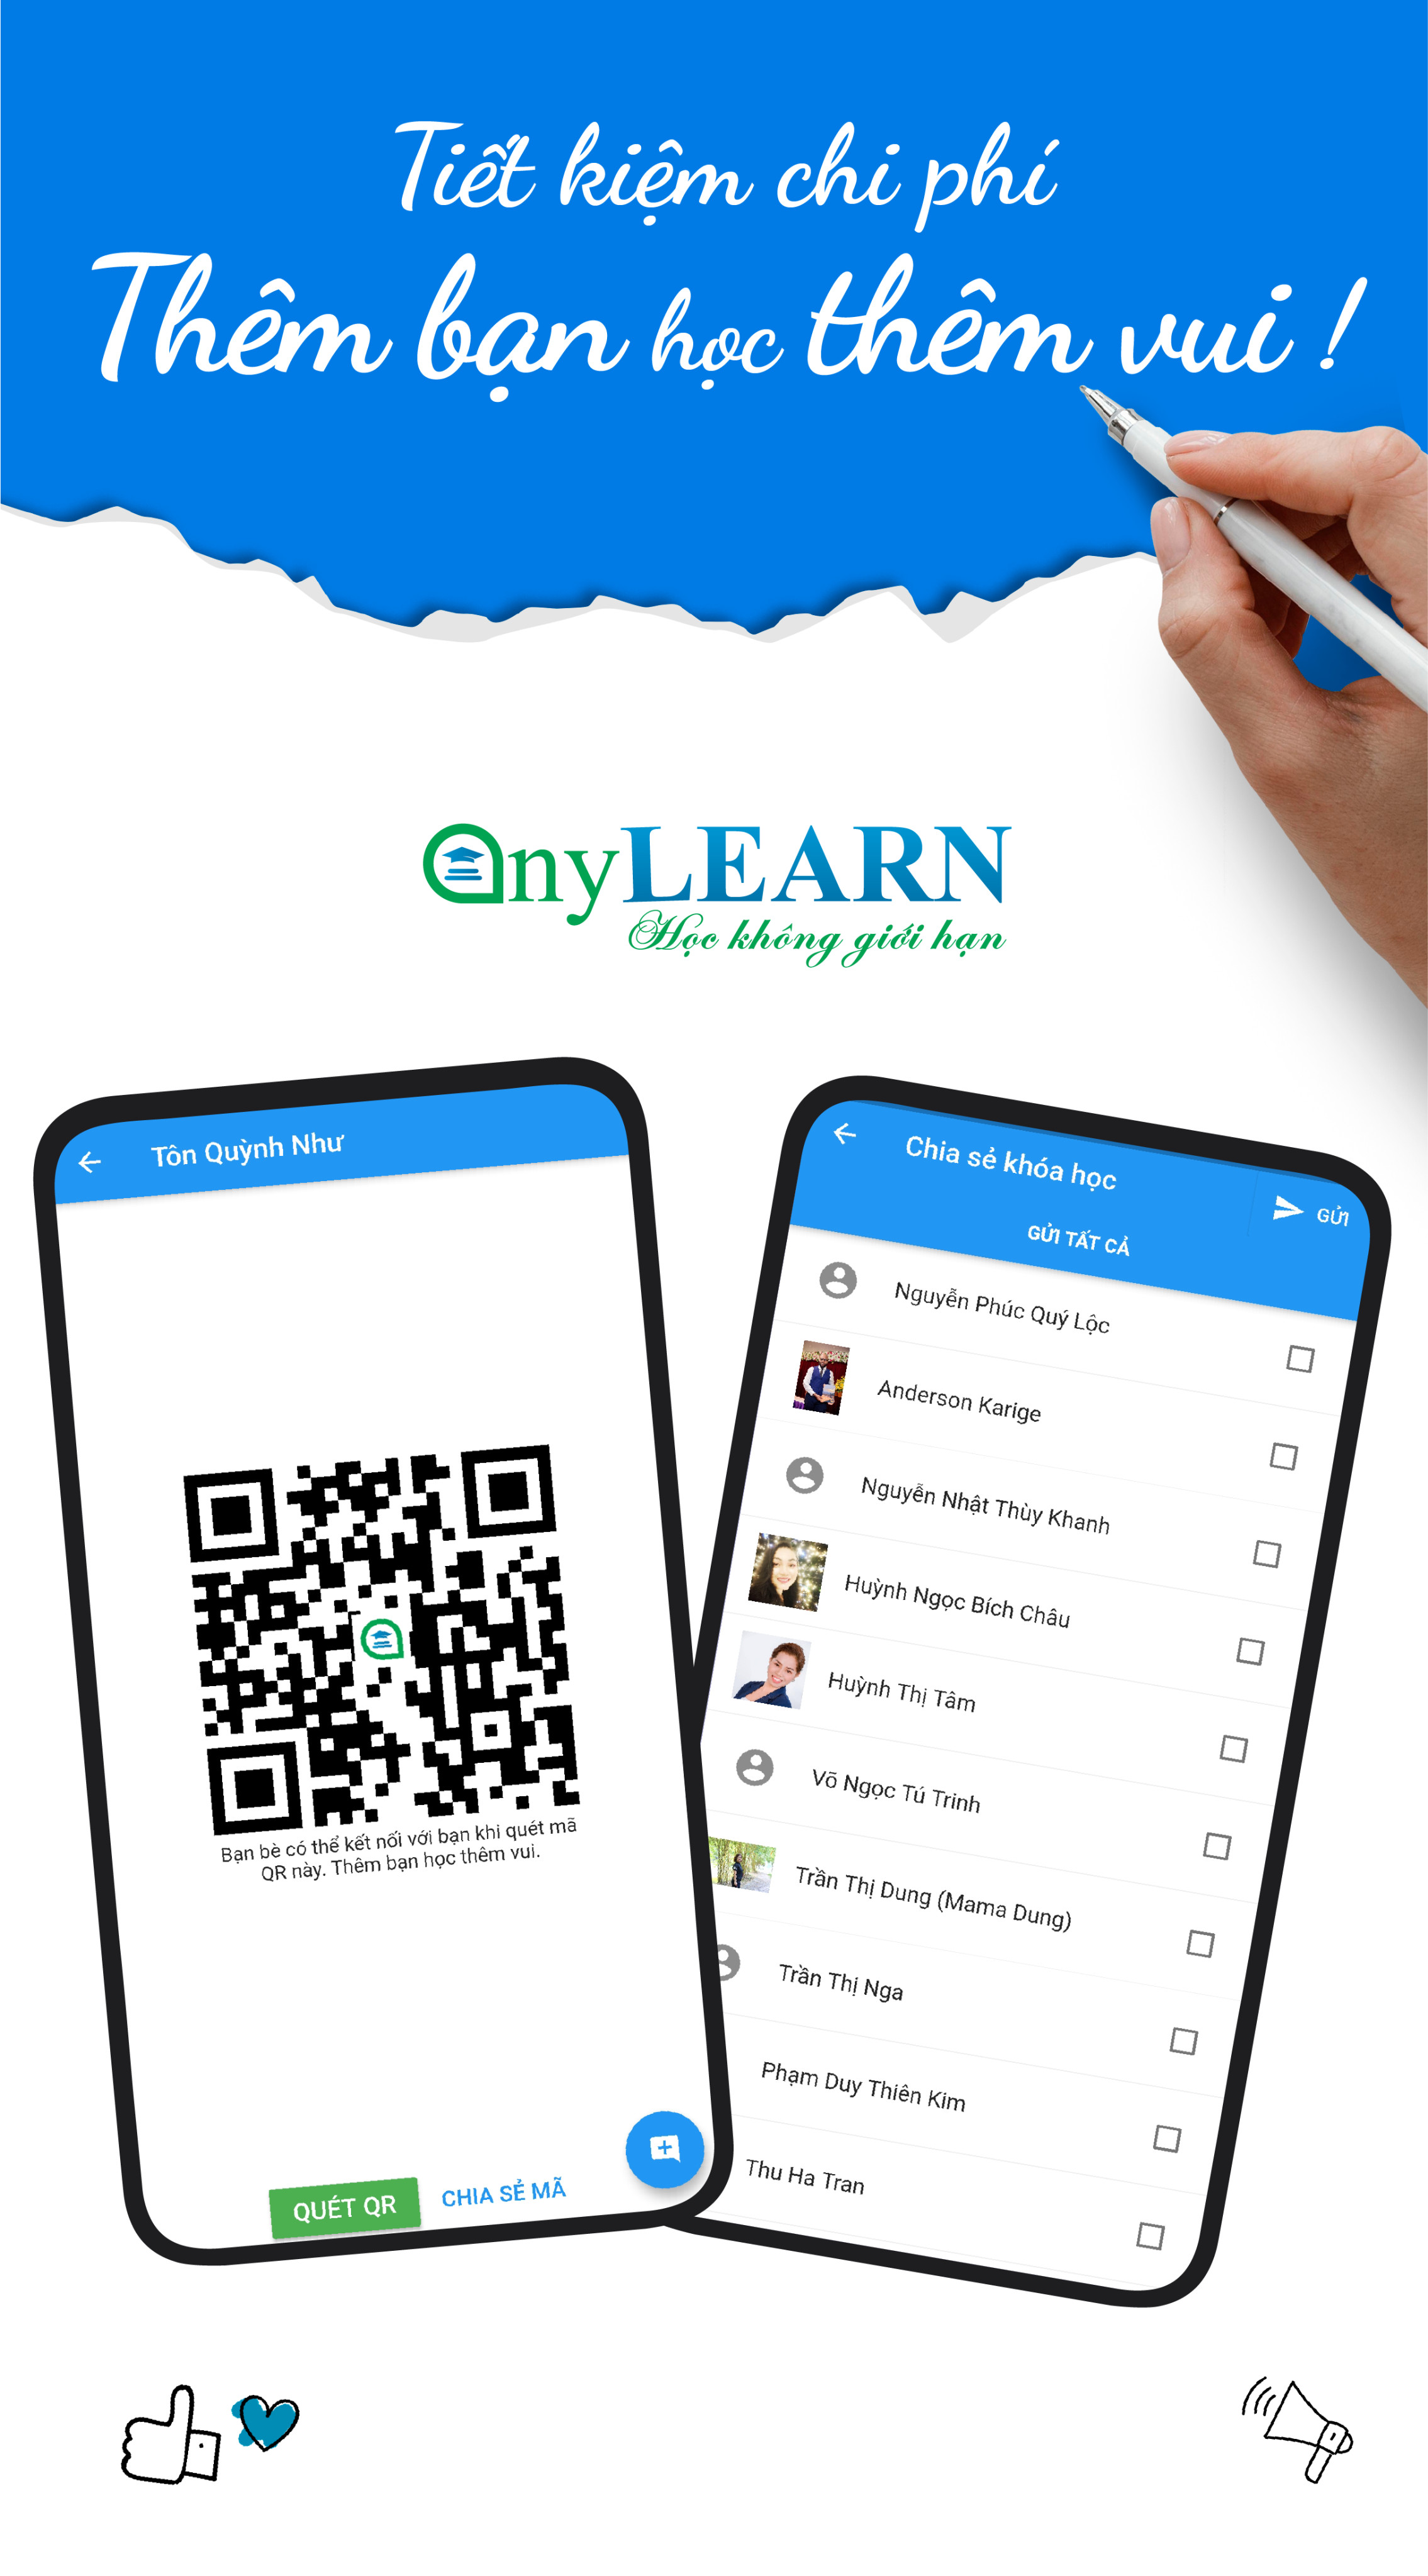 Tiết kiệm chi phí
Thêm bạn học thêm vui !
anyLEARN
Học không giới hạn
Tôn Quỳnh Như
Bạn bè có thể kết nối với bạn khi quét mã
QR này. Thêm bạn học thêm vui.
QUÉT QR
CHIA SẺ MÃ
Chia sẻ khóa học
GỬI
GỬI TẤT CẢ
Nguyễn Phúc Quý Lộc
Anderson Karige
Nguyễn Nhật Thùy Khanh
Huỳnh Ngọc Bích Châu
Huỳnh Thị Tâm
Võ Ngọc Tú Trinh
Trần Thị Dung (Mama Dung)
Trần Thị Nga
Phạm Duy Thiên Kim
Thu Ha Tran